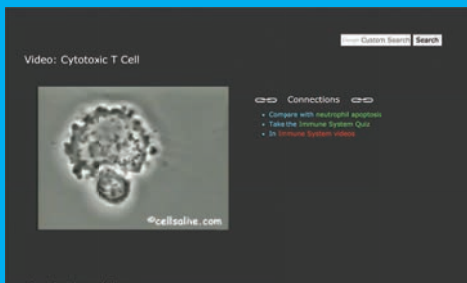 Google Custom Search Search
Video: Cytotoxic T Cell
Connections
• Compare with neutrophil apoptosis
• Take the Immune System Quiz
• In Immune System videos
©cellsalive.com